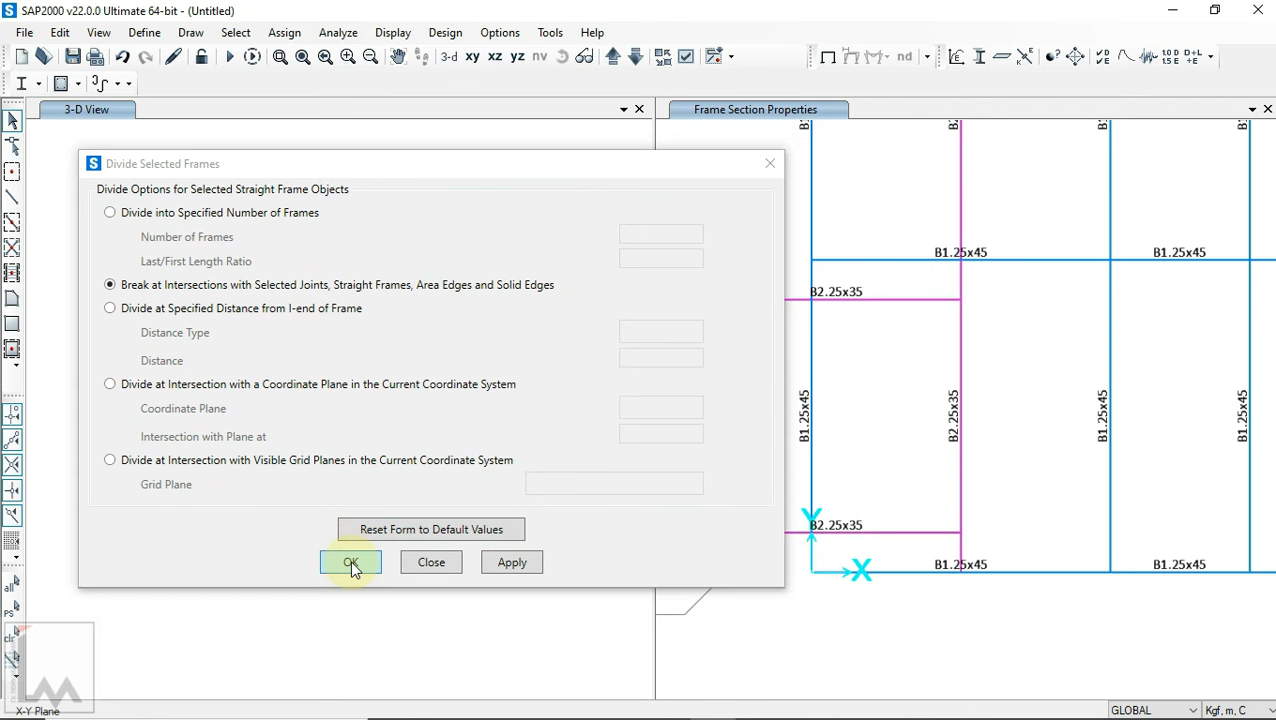 SAP2000 v22.0.0 Ultimate 64-bit - (Untitled)
File Edit View Define Draw Select Assign Analyze Display Design Options Tools Help
3-d xy xz yz nv nd
3-D View
Frame Section Properties
Divide Selected Frames
Divide Options for Selected Straight Frame Objects
Divide into Specified Number of Frames
Number of Frames
Last/First Length Ratio
Break at Intersections with Selected Joints, Straight Frames, Area Edges and Solid Edges
Divide at Specified Distance from I-end of Frame
Distance Type
Distance
Divide at Intersection with a Coordinate Plane in the Current Coordinate System
Coordinate Plane
Intersection with Plane at
Divide at Intersection with Visible Grid Planes in the Current Coordinate System
Grid Plane
Reset Form to Default Values
OK Close Apply
B1.25x45 B1.25x45
B2.25x35
B1.25x45 B2.25x35 B1.25x45 B1.25x45
B2.25x35
Y
X
B1.25x45 B1.25x45
all
PS
clr
X-Y Plane
GLOBAL
Kgf, m, C